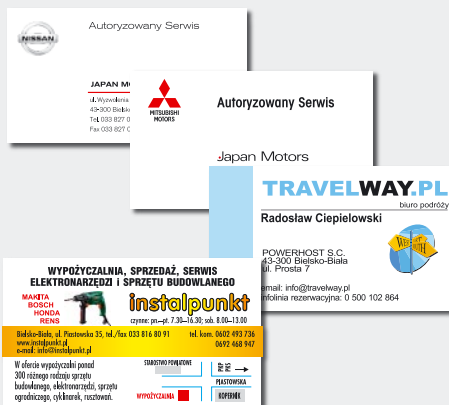 Autoryzowany Serwis
NISSAN
JAPAN
ul. Wyzwolenia
43-300 Bielsko
Tel. 033 827 0
Fax 033 827 0
MITSUBISHI
MOTORS
Autoryzowany Serwis
Japan Motors
TRAVELWAY.PL
biuro podróży
Radosław Ciepielowski
POWERHOST S.C.
43-300 Bielsko-Biała
ul. Prosta 7
email: info@travelway.pl
infolinia rezerwacyjna: 0 500 102 864
WYPOŻYCZALNIA, SPRZEDAŻ, SERWIS
ELEKTRONARZĘDZI i SPRZĘTU BUDOWLANEGO
MAKITA
BOSCH
HONDA
RENS
instalpunkt
czynne: pn.–pt. 7.30–16.30; sob. 8.00–13.00
Bielsko-Biała, ul. Piastowska 35, tel./fax 033 816 80 91
www.instalpunkt.pl
e-mail: info@instalpunkt.pl
tel. kom. 0602 493 736
0692 468 947
W ofercie wypożyczalni ponad
300 różnego rodzaju sprzętu
budowlanego, elektronarzędzi, sprzętu
ogrodniczego, cyklinarek, rusztowań.
STAROSTWO POWIATOWE
PKP
PKS
PIASTOWSKA
WYPOŻYCZALNIA
KOPERNIK